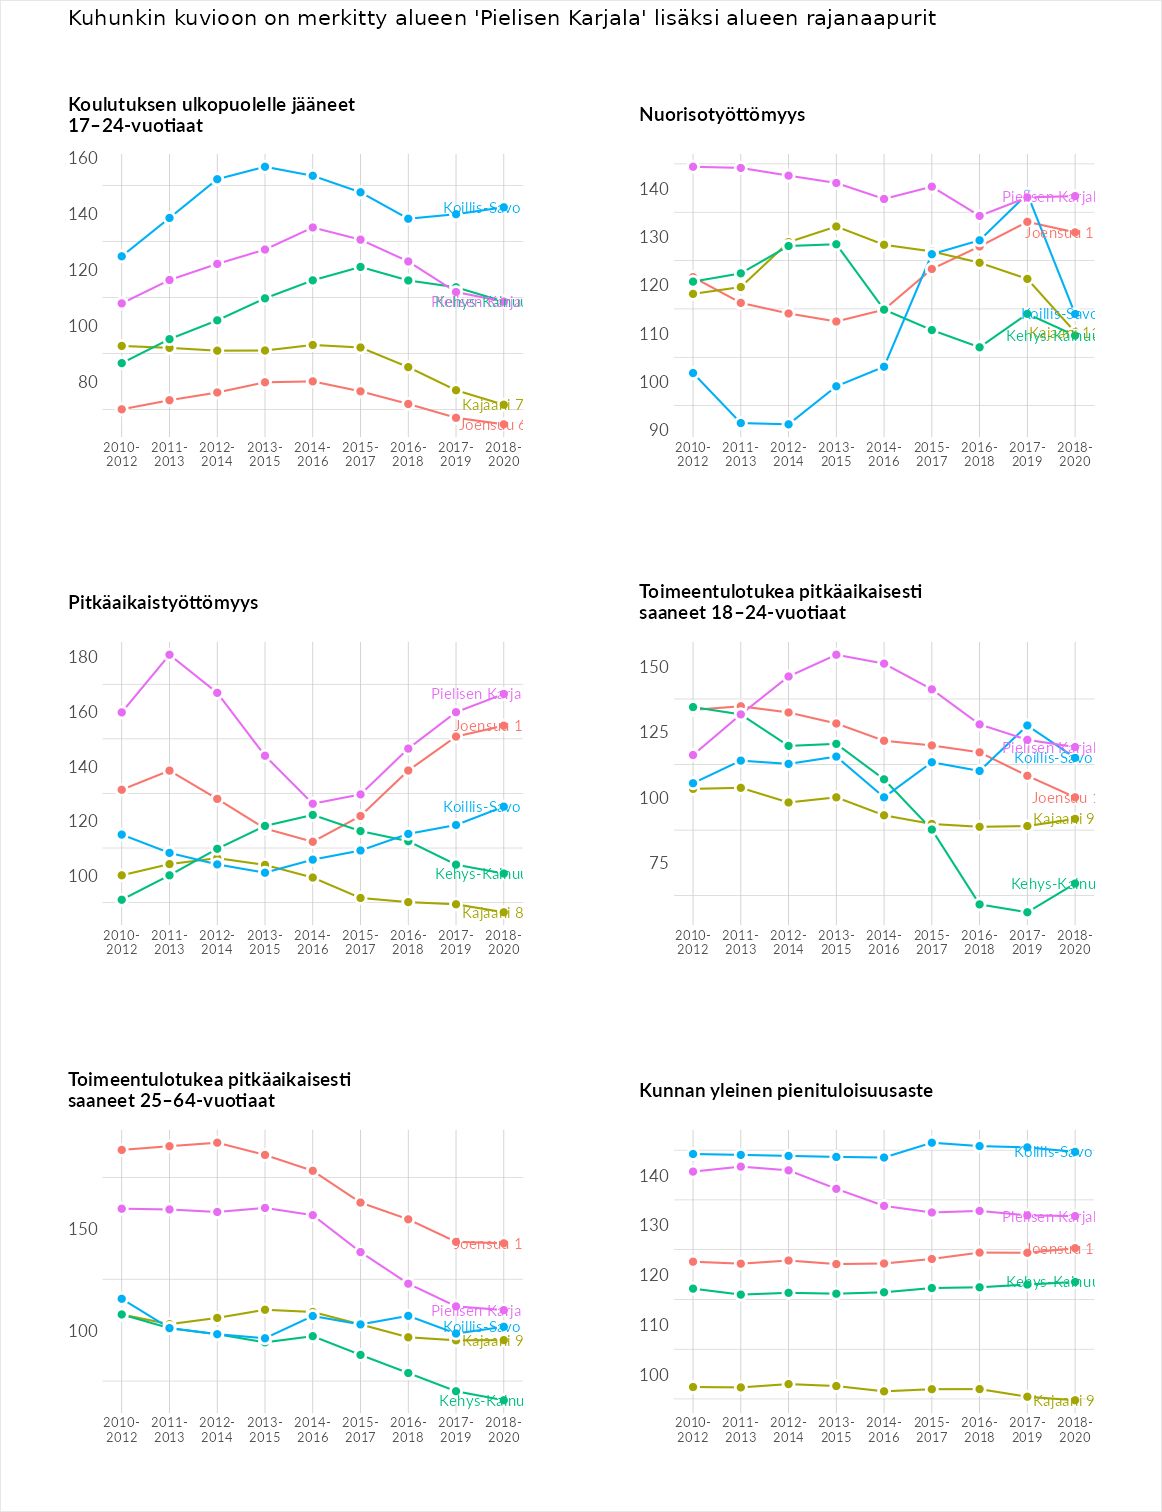 Kuhunkin kuvioon on merkitty alueen 'Pielisen Karjala' lisäksi alueen rajanaapurit
Koulutuksen ulkopuolelle jääneet
17–24-vuotiaat
160
140
120
100
80
Koillis-Savo
Kehys-Kainuu
Kajaani 7
Joensuu 6
2010-2012
2011-2013
2012-2014
2013-2015
2014-2016
2015-2017
2016-2018
2017-2019
2018-2020
Nuorisotyöttömyys
140
130
120
110
100
90
Pielisen Karjal
Joensuu 1
Koillis-Savo
Kajaani 11
Kehys-Kainuu
2010-2012
2011-2013
2012-2014
2013-2015
2014-2016
2015-2017
2016-2018
2017-2019
2018-2020
Pitkäaikaistyöttömyys
180
160
140
120
100
Pielisen Karja
Joensuu 1
Koillis-Savo
Kehys-Kainuu
Kajaani 8
2010-2012
2011-2013
2012-2014
2013-2015
2014-2016
2015-2017
2016-2018
2017-2019
2018-2020
Toimeentulotukea pitkäaikaisesti
saaneet 18–24-vuotiaat
150
125
100
75
Pielisen Karjal
Koillis-Savo
Joensuu 1
Kajaani 9
Kehys-Kainu
2010-2012
2011-2013
2012-2014
2013-2015
2014-2016
2015-2017
2016-2018
2017-2019
2018-2020
Toimeentulotukea pitkäaikaisesti
saaneet 25–64-vuotiaat
150
100
Joensuu 1
Pielisen Karja
Koillis-Savo
Kajaani 9
Kehys-Kainu
2010-2012
2011-2013
2012-2014
2013-2015
2014-2016
2015-2017
2016-2018
2017-2019
2018-2020
Kunnan yleinen pienituloisuusaste
140
130
120
110
100
Koillis-Savo
Pielisen Karjal
Joensuu 1
Kehys-Kainuu
Kajaani 9
2010-2012
2011-2013
2012-2014
2013-2015
2014-2016
2015-2017
2016-2018
2017-2019
2018-2020